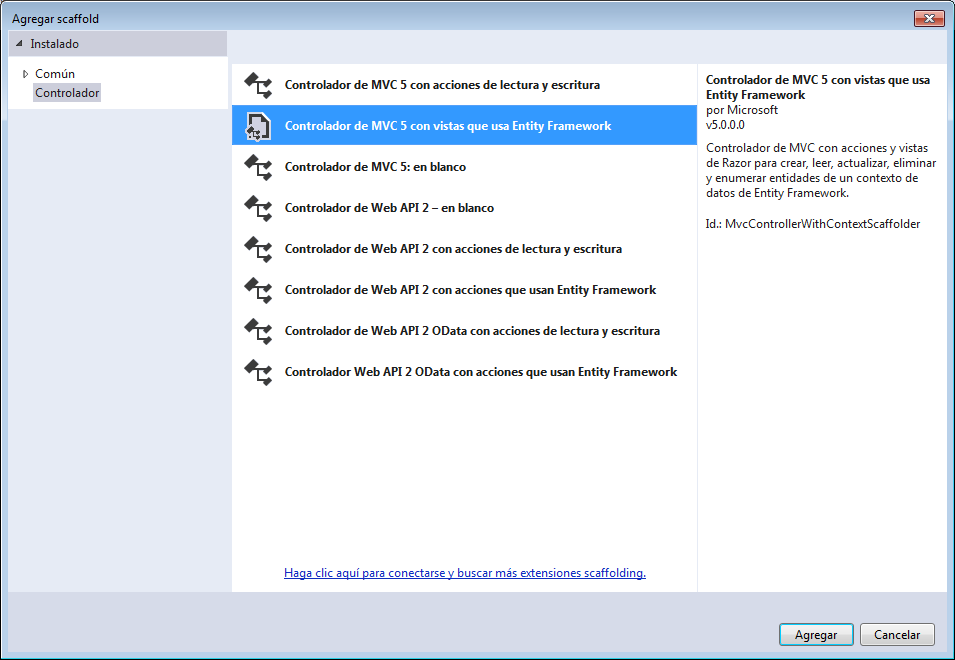 Agregar scaffold
Instalado
Común
Controlador
Controlador de MVC 5 con acciones de lectura y escritura
Controlador de MVC 5 con vistas que usa Entity Framework
Controlador de MVC 5: en blanco
Controlador de Web API 2 – en blanco
Controlador de Web API 2 con acciones de lectura y escritura
Controlador de Web API 2 con acciones que usan Entity Framework
Controlador de Web API 2 OData con acciones de lectura y escritura
Controlador Web API 2 OData con acciones que usan Entity Framework
Haga clic aquí para conectarse y buscar más extensiones scaffolding.
Controlador de MVC 5 con vistas que usa
Entity Framework
por Microsoft
v5.0.0.0
Controlador de MVC con acciones y vistas
de Razor para crear, leer, actualizar, eliminar
y enumerar entidades de un contexto de
datos de Entity Framework.
Id.: MvcControllerWithContextScaffolder
Agregar
Cancelar